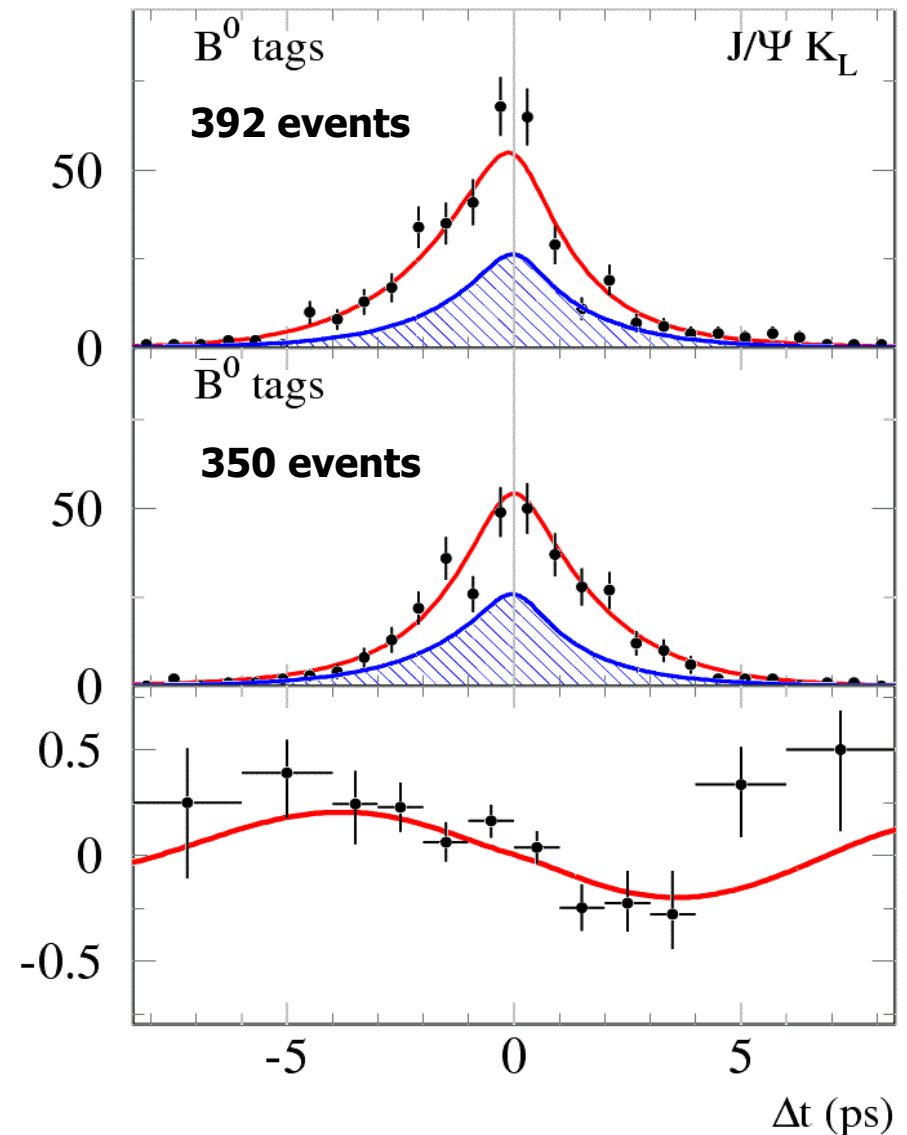 B⁰ tags
J/Ψ K_L
392 events
50
0
B̅⁰ tags
350 events
50
0
0.5
0
-0.5
-5 0 5
Δt (ps)